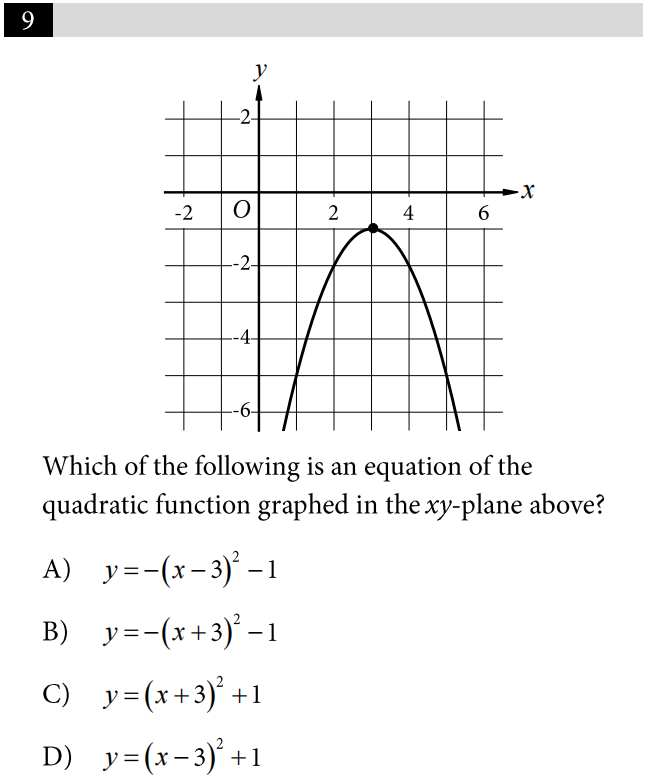 9
y
2
x
-2 O 2 4 6
-2
-4
-6
Which of the following is an equation of the
quadratic function graphed in the xy-plane above?
A) y = −(x − 3)² − 1
B) y = −(x + 3)² − 1
C) y = (x + 3)² + 1
D) y = (x − 3)² + 1